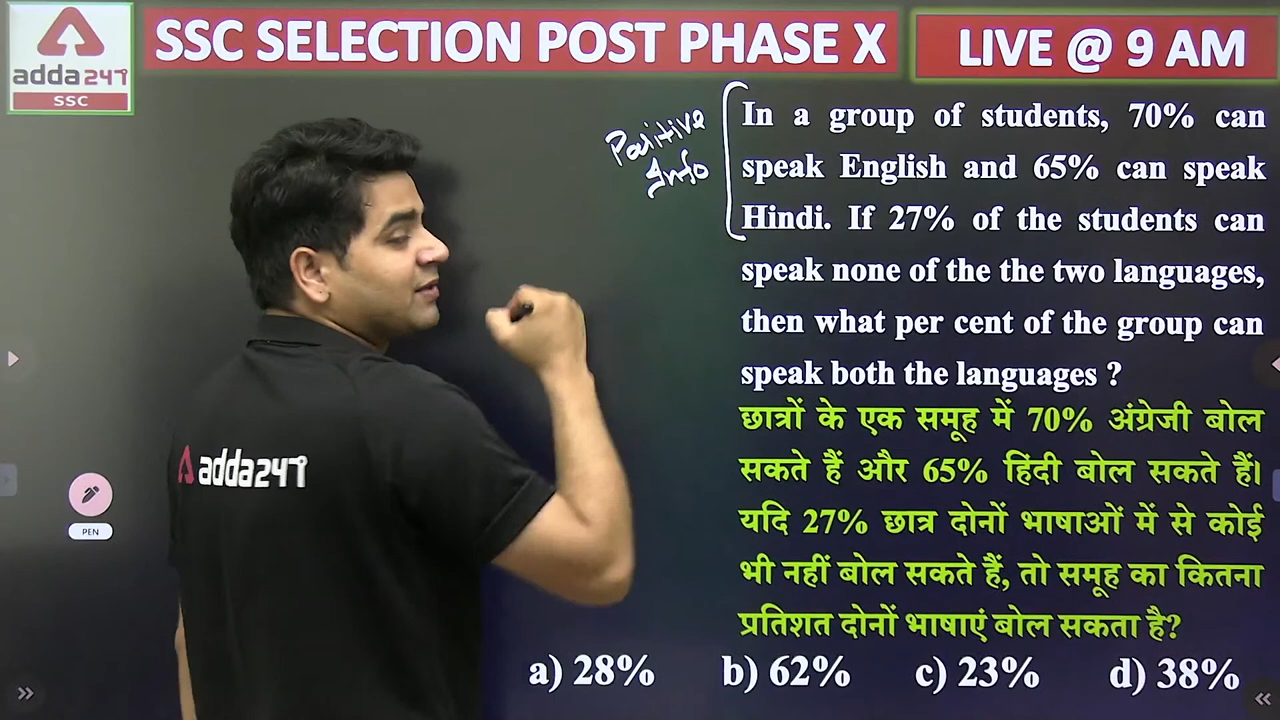 SSC SELECTION POST PHASE X
LIVE @ 9 AM
adda247
SSC
Positive
Info
In a group of students, 70% can
speak English and 65% can speak
Hindi. If 27% of the students can
speak none of the the two languages,
then what per cent of the group can
speak both the languages ?
छात्रों के एक समूह में 70% अंग्रेजी बोल
सकते हैं और 65% हिंदी बोल सकते हैं।
यदि 27% छात्र दोनों भाषाओं में से कोई
भी नहीं बोल सकते हैं, तो समूह का कितना
प्रतिशत दोनों भाषाएं बोल सकता है?
a) 28% b) 62% c) 23% d) 38%
adda247
PEN